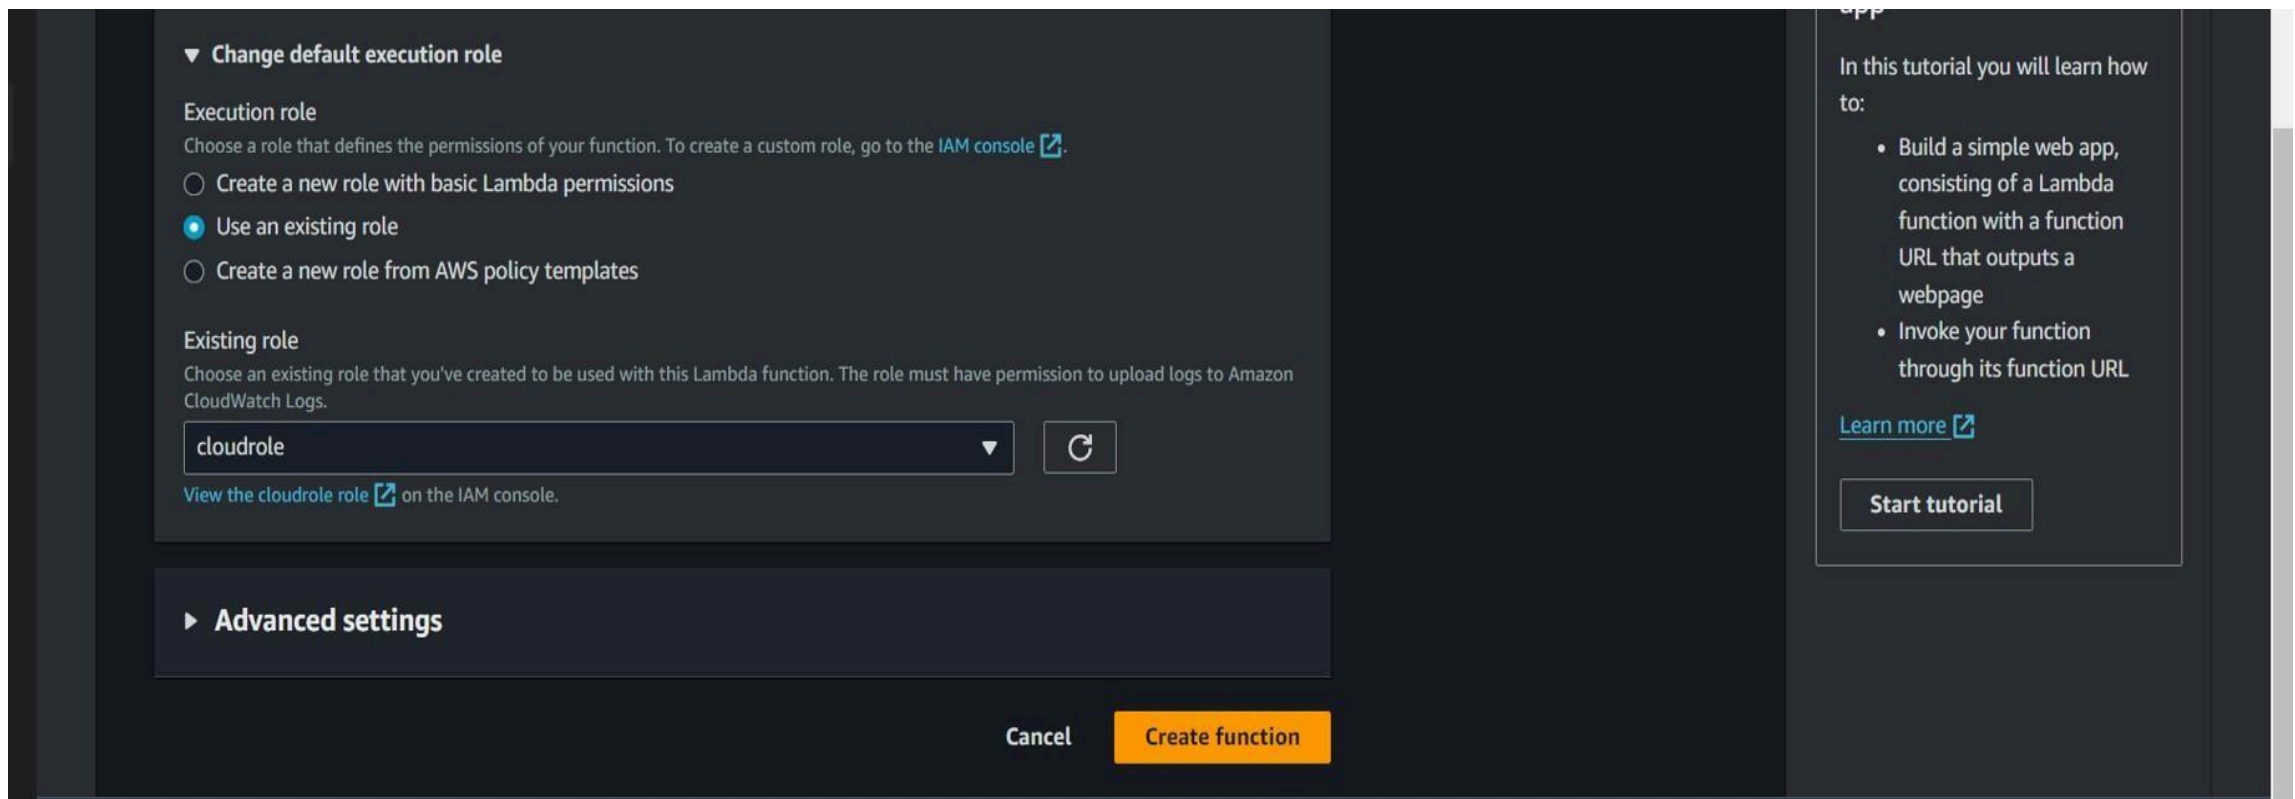 Change default execution role
Execution role
Choose a role that defines the permissions of your function. To create a custom role, go to the IAM console.
Create a new role with basic Lambda permissions
Use an existing role
Create a new role from AWS policy templates
Existing role
Choose an existing role that you've created to be used with this Lambda function. The role must have permission to upload logs to Amazon
CloudWatch Logs.
cloudrole
View the cloudrole role on the IAM console.
Advanced settings
Cancel
Create function
app
In this tutorial you will learn how
to:
• Build a simple web app,
consisting of a Lambda
function with a function
URL that outputs a
webpage
• Invoke your function
through its function URL
Learn more
Start tutorial